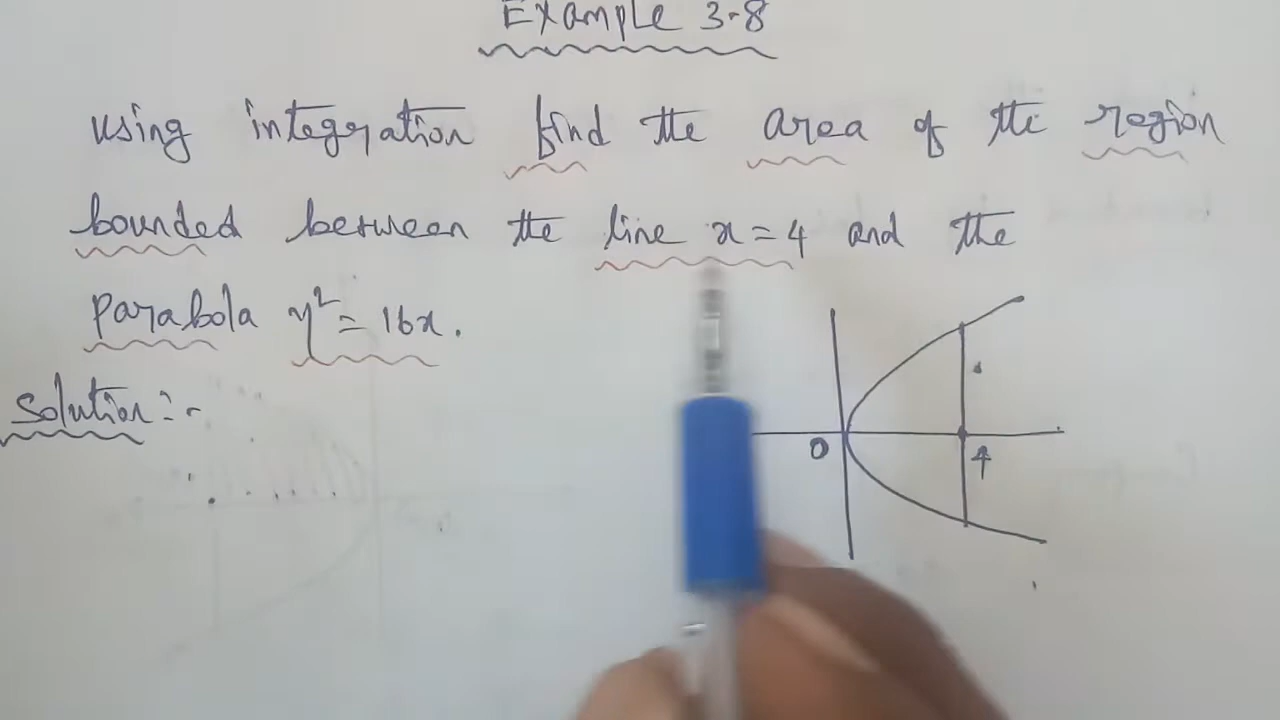 Example 3.8
using integration find the area of the region
bounded between the line x = 4 and the
Parabola y² = 16x.
Solution:-
0
4